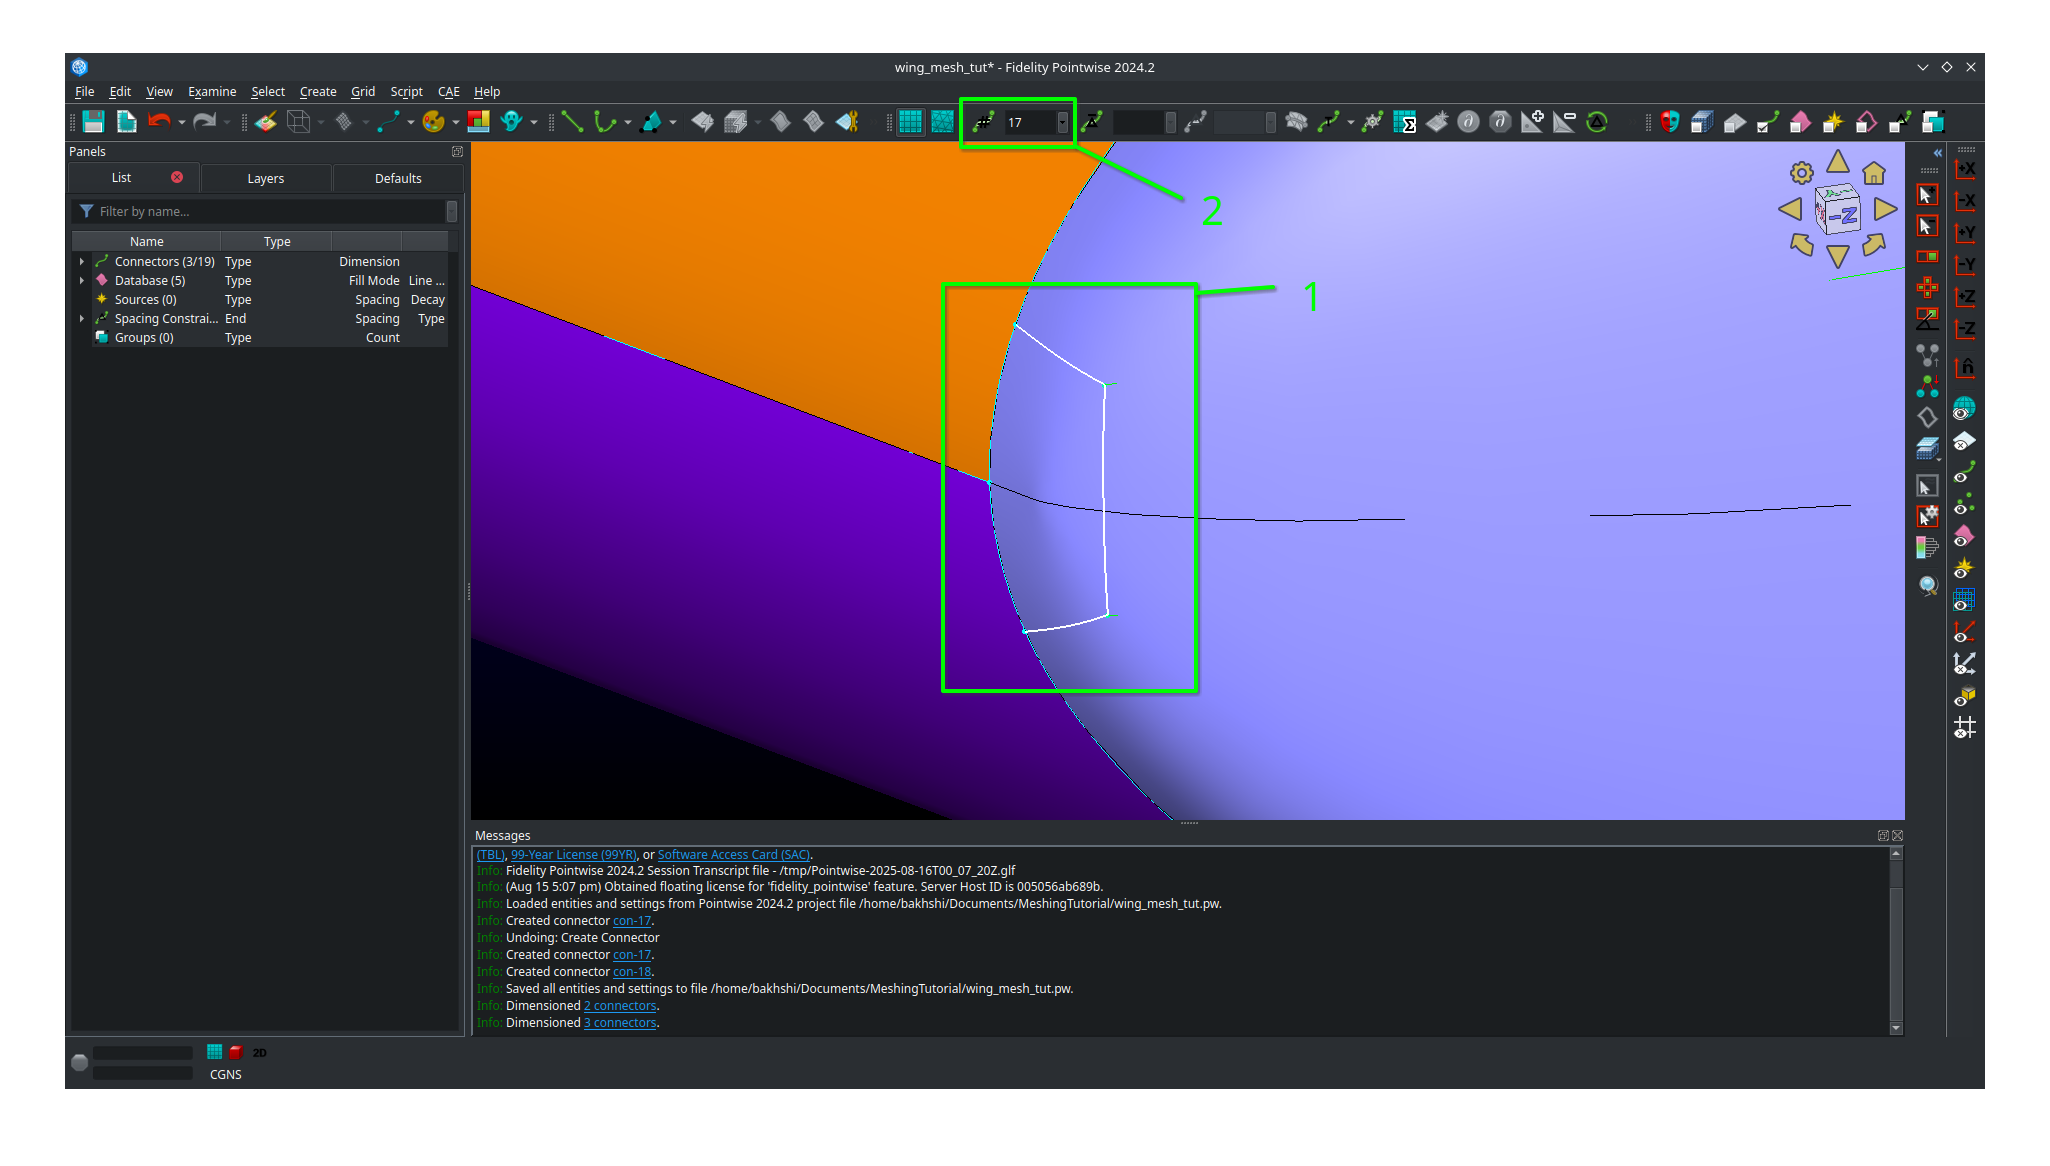 wing_mesh_tut* - Fidelity Pointwise 2024.2
File Edit View Examine Select Create Grid Script CAE Help
17
Panels
List Layers Defaults
Filter by name...
Name Type
Connectors (3/19) Type Dimension
Database (5) Type Fill Mode Line ...
Sources (0) Type Spacing Decay
Spacing Constrai... End Spacing Type
Groups (0) Type Count
2
1
-Z
+X
-X
+Y
-Y
+Z
-Z
n̂
Messages
(TBL), 99-Year License (99YR), or Software Access Card (SAC).
Info: Fidelity Pointwise 2024.2 Session Transcript file - /tmp/Pointwise-2025-08-16T00_07_20Z.glf
Info: (Aug 15 5:07 pm) Obtained floating license for 'fidelity_pointwise' feature. Server Host ID is 005056ab689b.
Info: Loaded entities and settings from Pointwise 2024.2 project file /home/bakhshi/Documents/MeshingTutorial/wing_mesh_tut.pw.
Info: Created connector con-17.
Info: Undoing: Create Connector
Info: Created connector con-17.
Info: Created connector con-18.
Info: Saved all entities and settings to file /home/bakhshi/Documents/MeshingTutorial/wing_mesh_tut.pw.
Info: Dimensioned 2 connectors.
Info: Dimensioned 3 connectors.
2D
CGNS